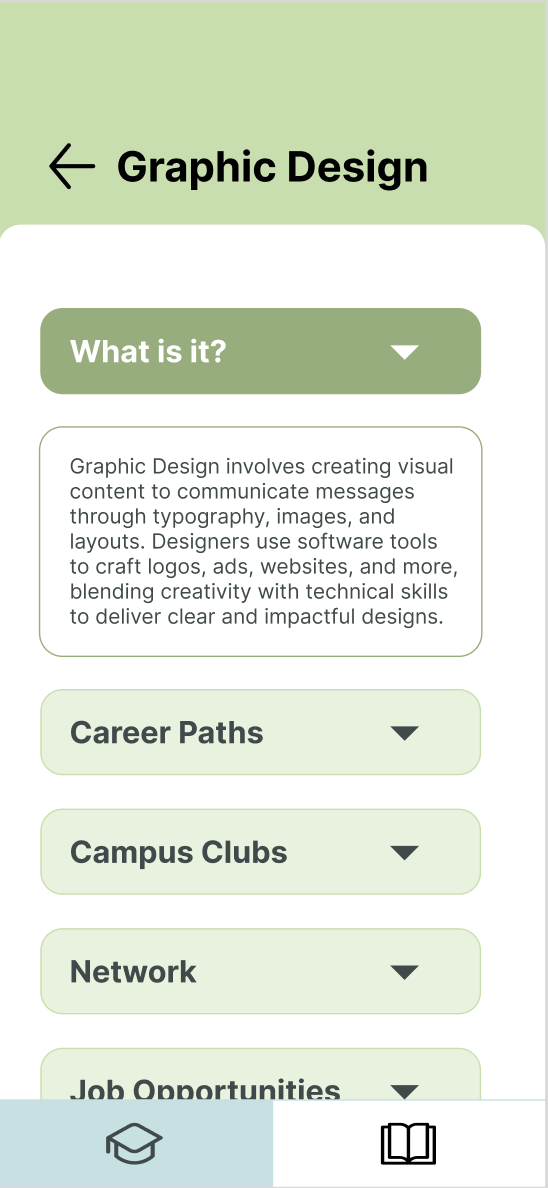 Graphic Design
What is it?
Graphic Design involves creating visual
content to communicate messages
through typography, images, and
layouts. Designers use software tools
to craft logos, ads, websites, and more,
blending creativity with technical skills
to deliver clear and impactful designs.
Career Paths
Campus Clubs
Network
Job Opportunities